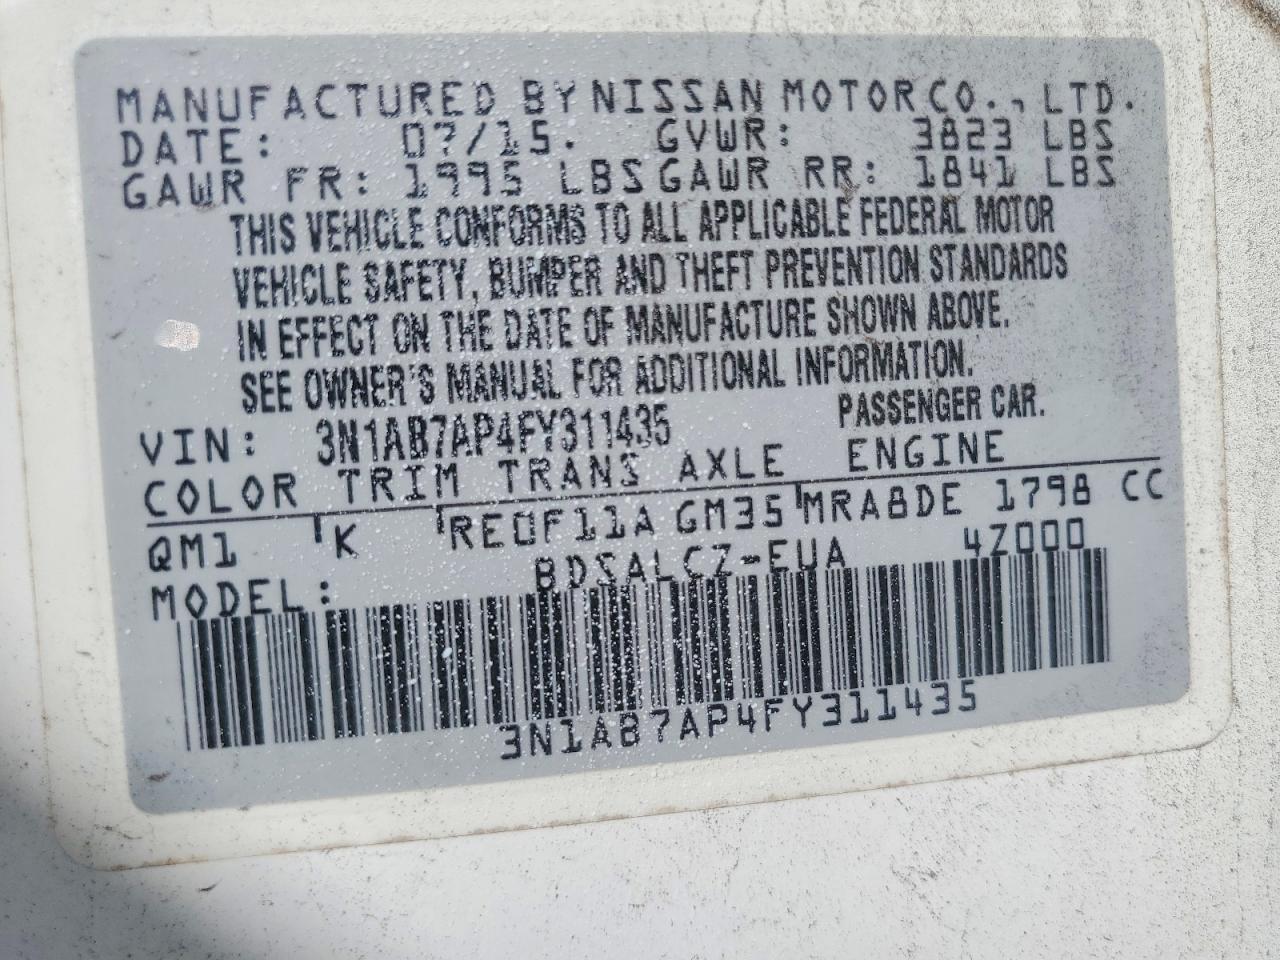 MANUFACTURED BY NISSAN MOTOR CO., LTD.
DATE: 07/15. GVWR: 3823 LBS
GAWR FR: 1995 LBS GAWR RR: 1841 LBS
THIS VEHICLE CONFORMS TO ALL APPLICABLE FEDERAL MOTOR
VEHICLE SAFETY, BUMPER AND THEFT PREVENTION STANDARDS
IN EFFECT ON THE DATE OF MANUFACTURE SHOWN ABOVE.
SEE OWNER'S MANUAL FOR ADDITIONAL INFORMATION.
VIN: 3N1AB7AP4FY311435 PASSENGER CAR.
COLOR TRIM TRANS AXLE ENGINE
QM1 K RE0F11A GM35 MRA8DE 1798 CC
MODEL: BDSALCZ-EUA 4Z000
3N1AB7AP4FY311435